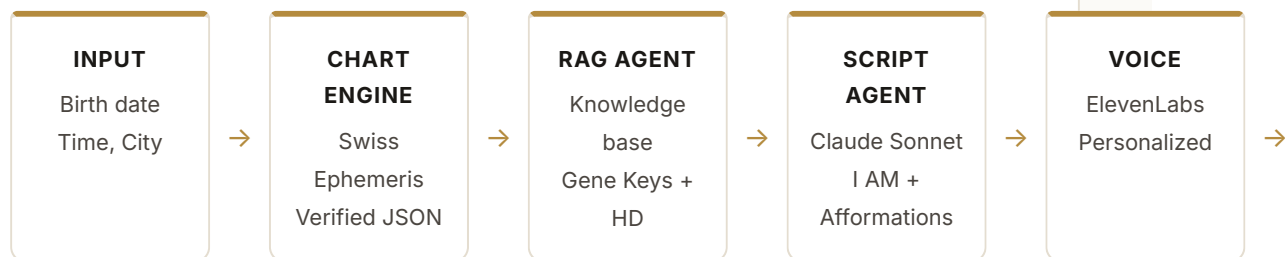 INPUT
Birth date
Time, City
→
CHART
ENGINE
Swiss
Ephemeris
Verified JSON
→
RAG AGENT
Knowledge
base
Gene Keys +
HD
→
SCRIPT
AGENT
Claude Sonnet
I AM +
Afformations
→
VOICE
ElevenLabs
Personalized
→